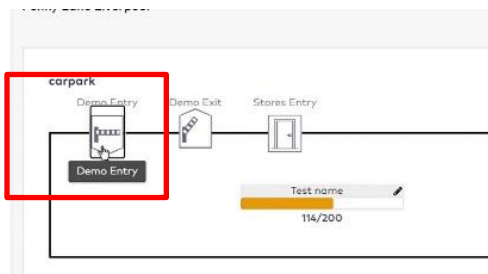 carpark
Demo Entry
Demo Exit
Stores Entry
Demo Entry
Test name
114/200